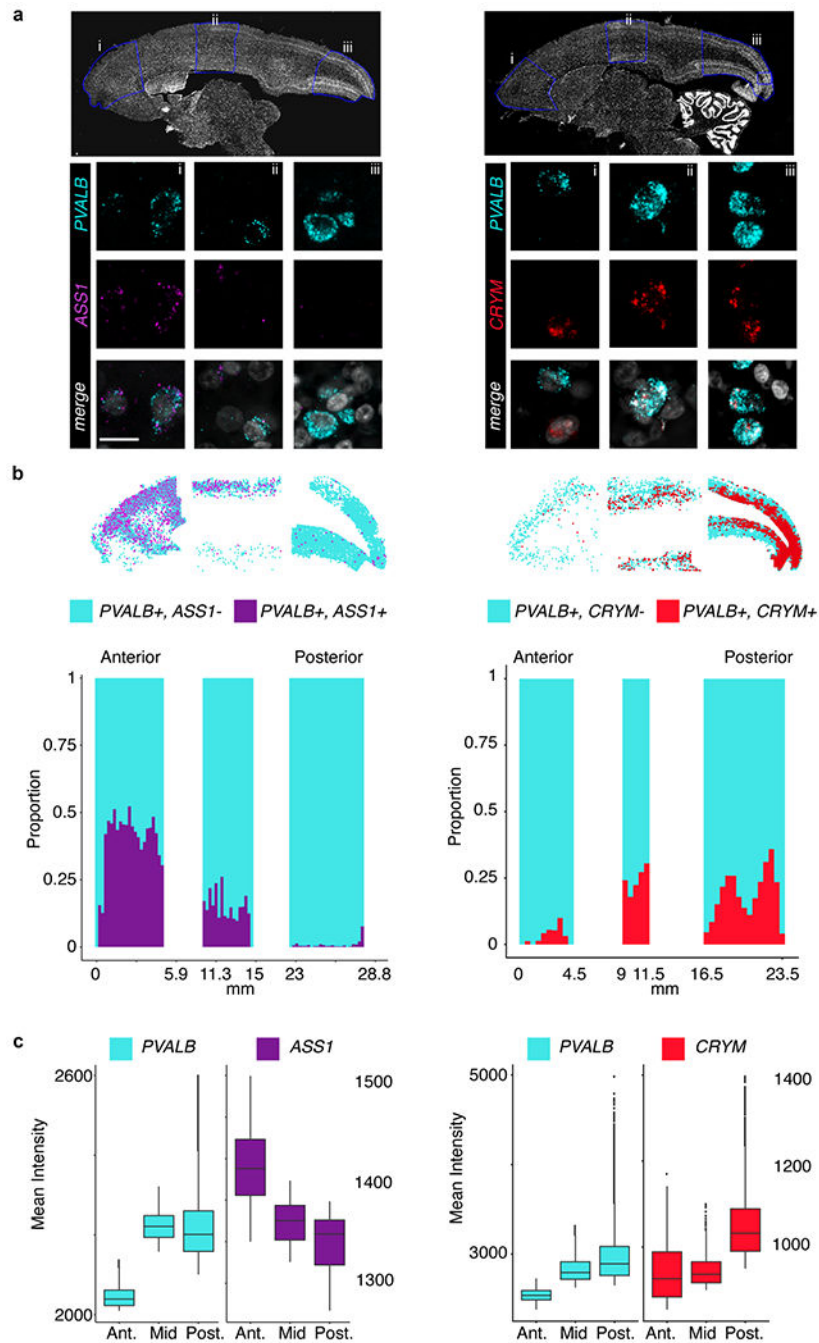 a
i ii iii
i ii iii
PVALB i ii iii
PVALB i ii iii
ASS1
CRYM
merge
merge
b
PVALB+, ASS1- PVALB+, ASS1+
PVALB+, CRYM- PVALB+, CRYM+
Anterior Posterior
Anterior Posterior
Proportion
1
0.75
0.5
0.25
0
0 5.9 11.3 15 23 28.8
mm
Proportion
1
0.75
0.5
0.25
0
0 4.5 9 11.5 16.5 23.5
mm
c
PVALB ASS1
PVALB CRYM
Mean Intensity
2600
2000
1500
1400
1300
Ant. Mid Post. Ant. Mid Post.
Mean Intensity
5000
3000
1400
1200
1000
Ant. Mid Post. Ant. Mid Post.